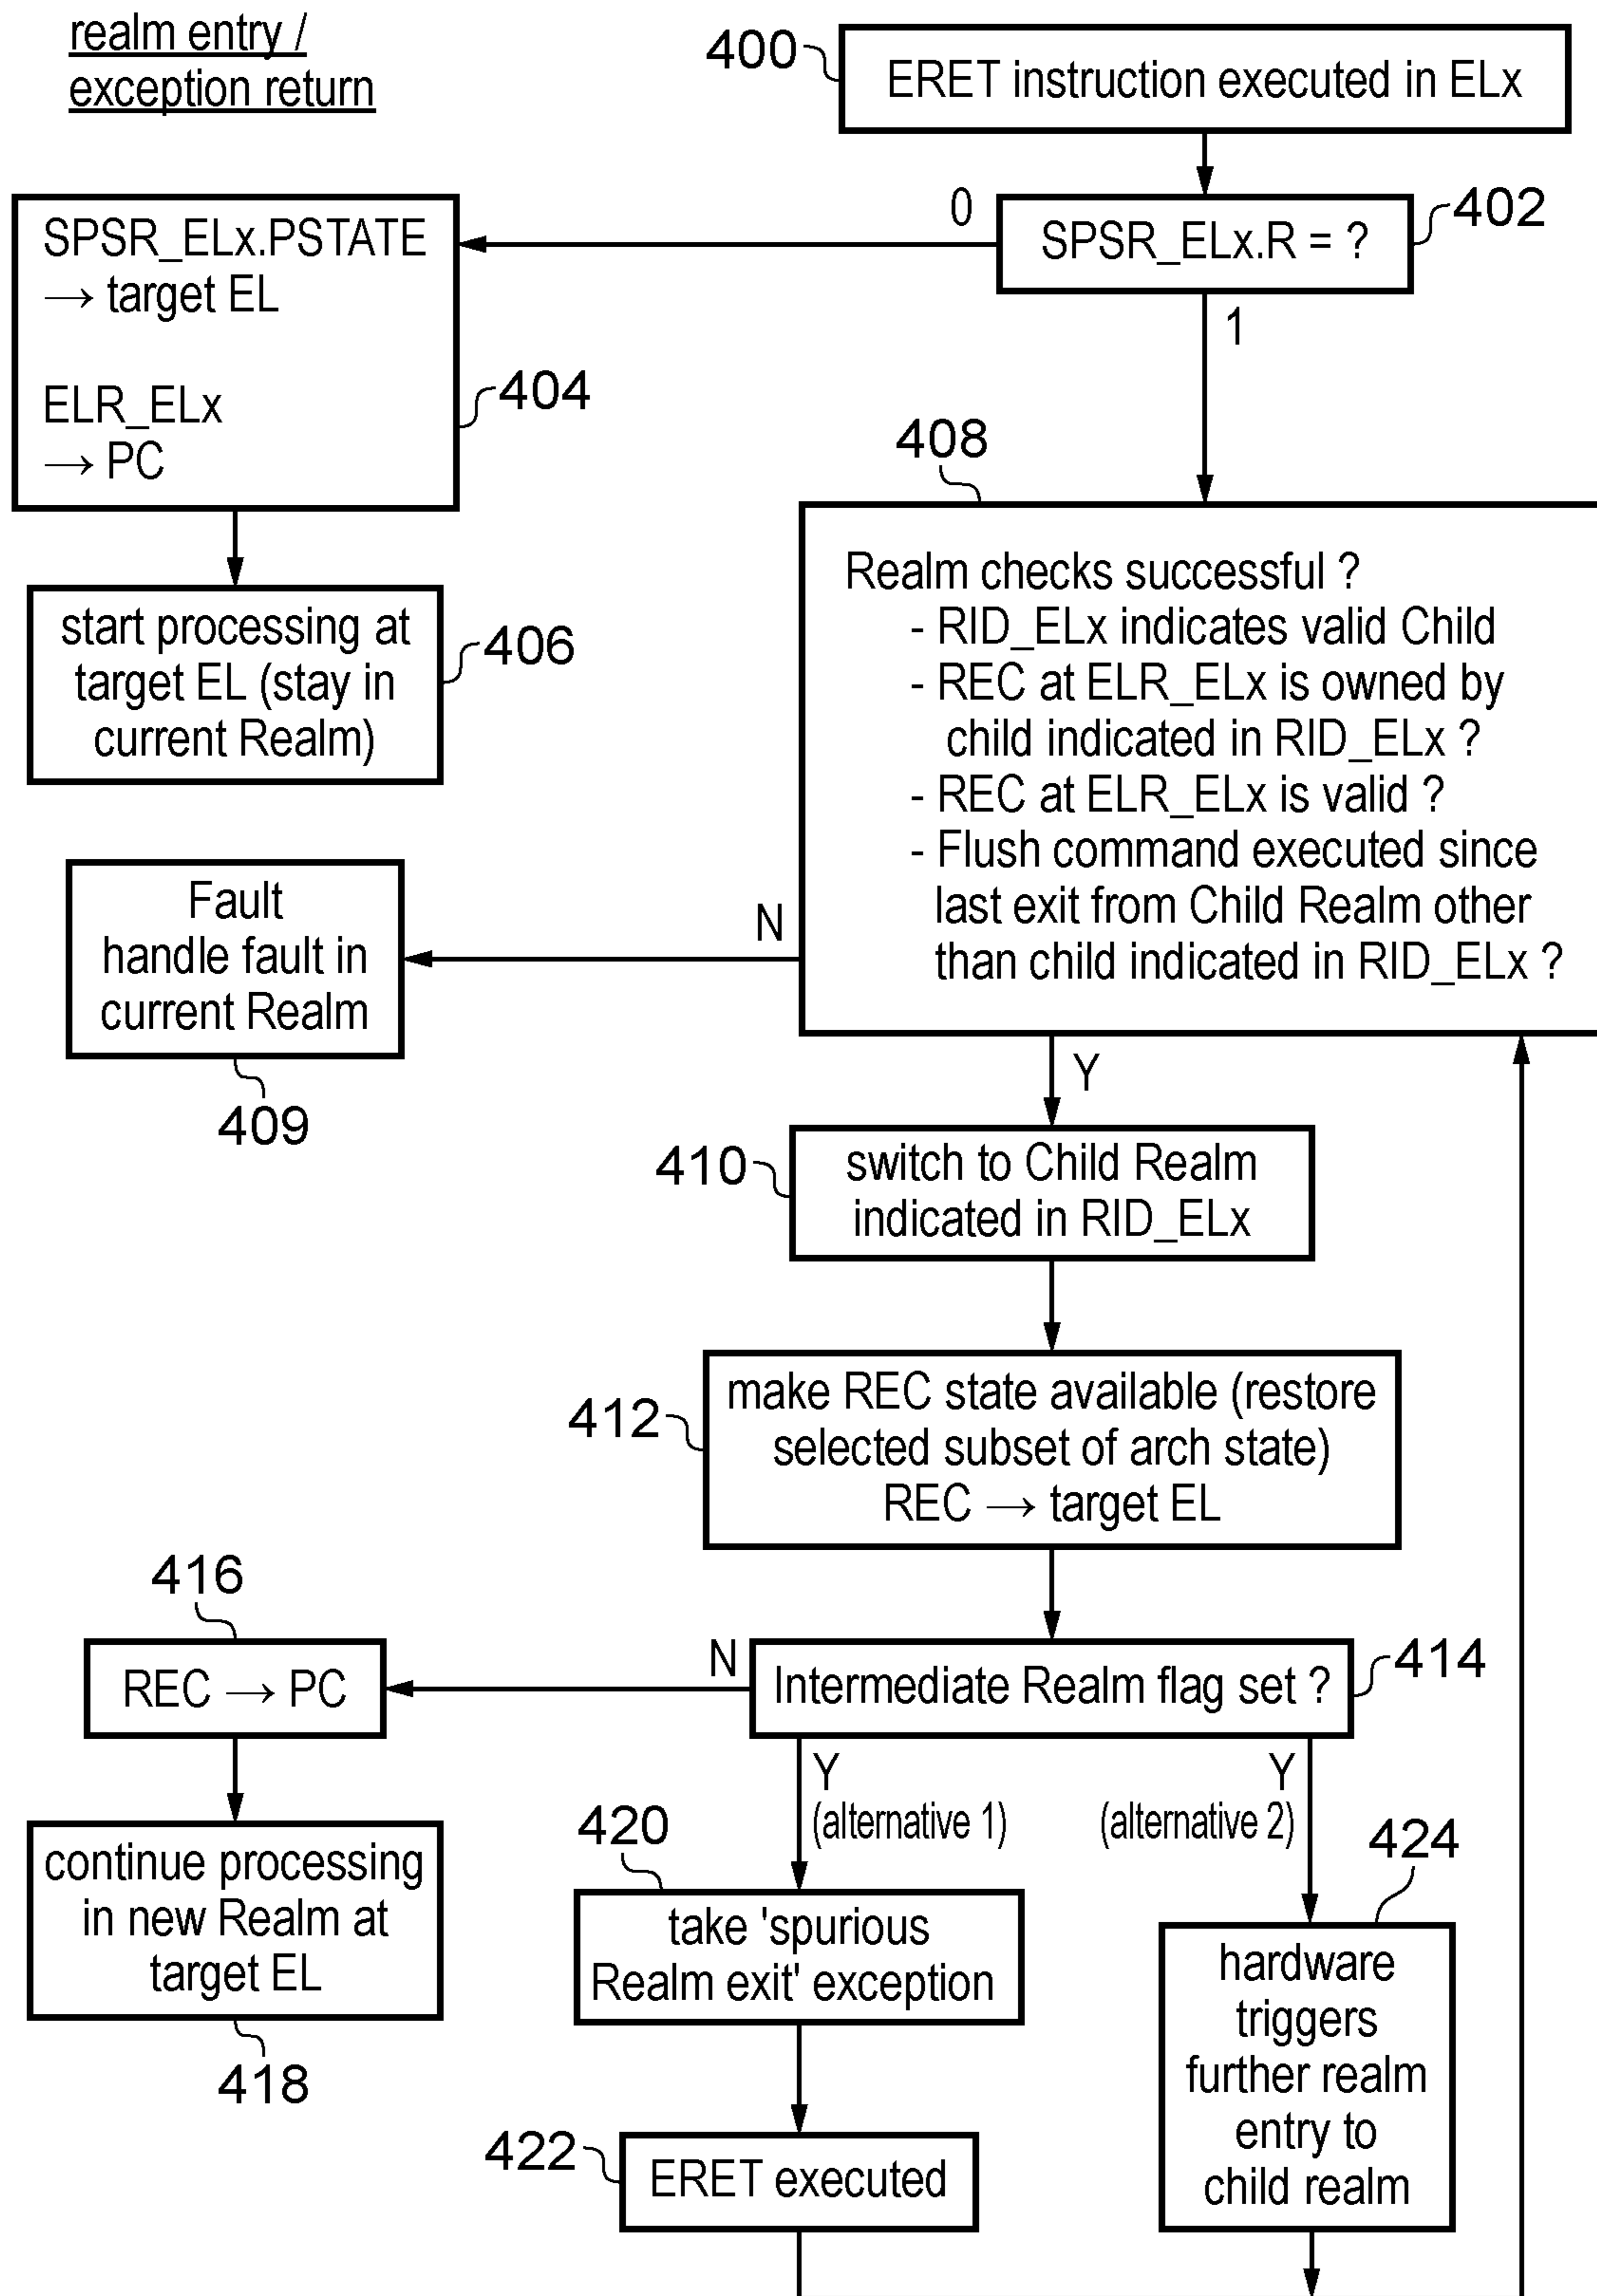 realm entry /
exception return
400
ERET instruction executed in ELx
0
SPSR_ELx.R = ?
402
1
SPSR_ELx.PSTATE
→ target EL
ELR_ELx
→ PC
404
start processing at
target EL (stay in
current Realm)
406
408
Realm checks successful ?
- RID_ELx indicates valid Child
- REC at ELR_ELx is owned by
child indicated in RID_ELx ?
- REC at ELR_ELx is valid ?
- Flush command executed since
last exit from Child Realm other
than child indicated in RID_ELx ?
N
Fault
handle fault in
current Realm
409
Y
410
switch to Child Realm
indicated in RID_ELx
412
make REC state available (restore
selected subset of arch state)
REC → target EL
414
Intermediate Realm flag set ?
N
416
REC → PC
continue processing
in new Realm at
target EL
418
Y
(alternative 1)
Y
(alternative 2)
420
take 'spurious
Realm exit' exception
422
ERET executed
424
hardware
triggers
further realm
entry to
child realm